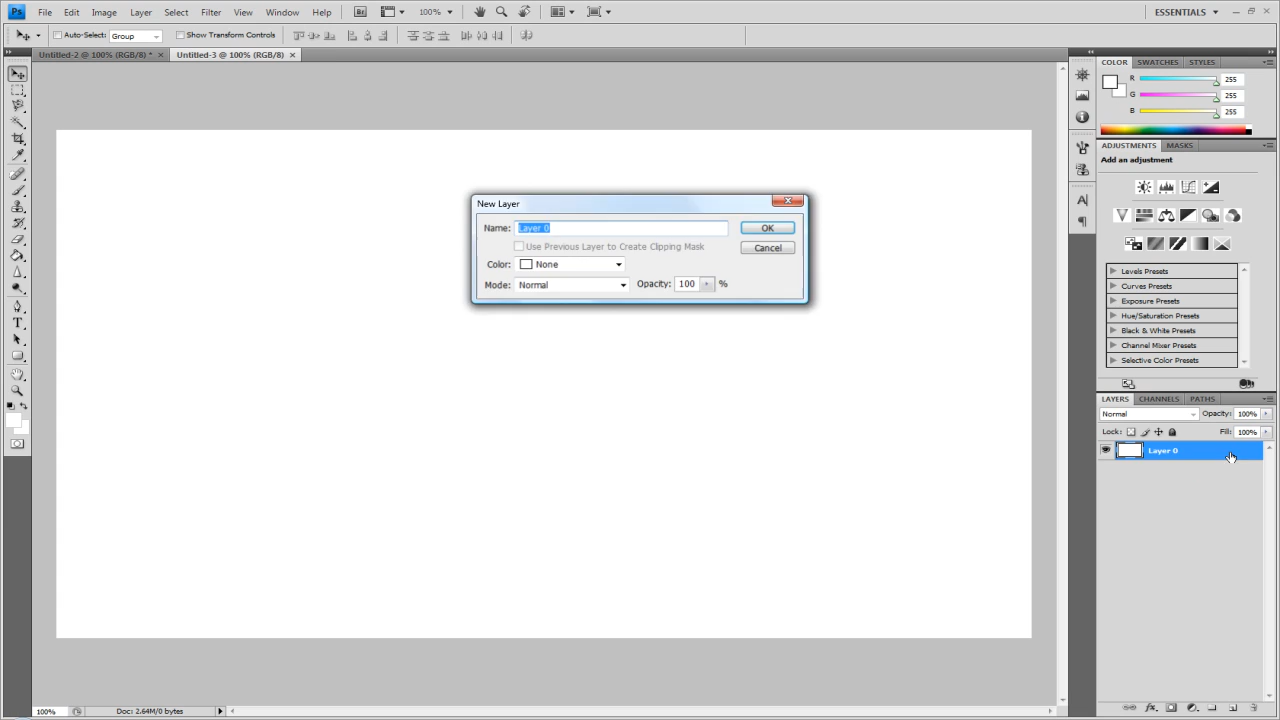 Ps File Edit Image Layer Select Filter View Window Help Br 100% ESSENTIALS
Auto-Select: Group Show Transform Controls
Untitled-2 @ 100% (RGB/8) * × Untitled-3 @ 100% (RGB/8) ×
COLOR SWATCHES STYLES
R 255
G 255
B 255
ADJUSTMENTS MASKS
Add an adjustment
New Layer
Name: Layer 0 OK
Use Previous Layer to Create Clipping Mask Cancel
Color: None
Mode: Normal Opacity: 100 %
Levels Presets
Curves Presets
Exposure Presets
Hue/Saturation Presets
Black & White Presets
Channel Mixer Presets
Selective Color Presets
LAYERS CHANNELS PATHS
Normal Opacity: 100%
Lock: Fill: 100%
Layer 0
100% Doc: 2.64M/0 bytes